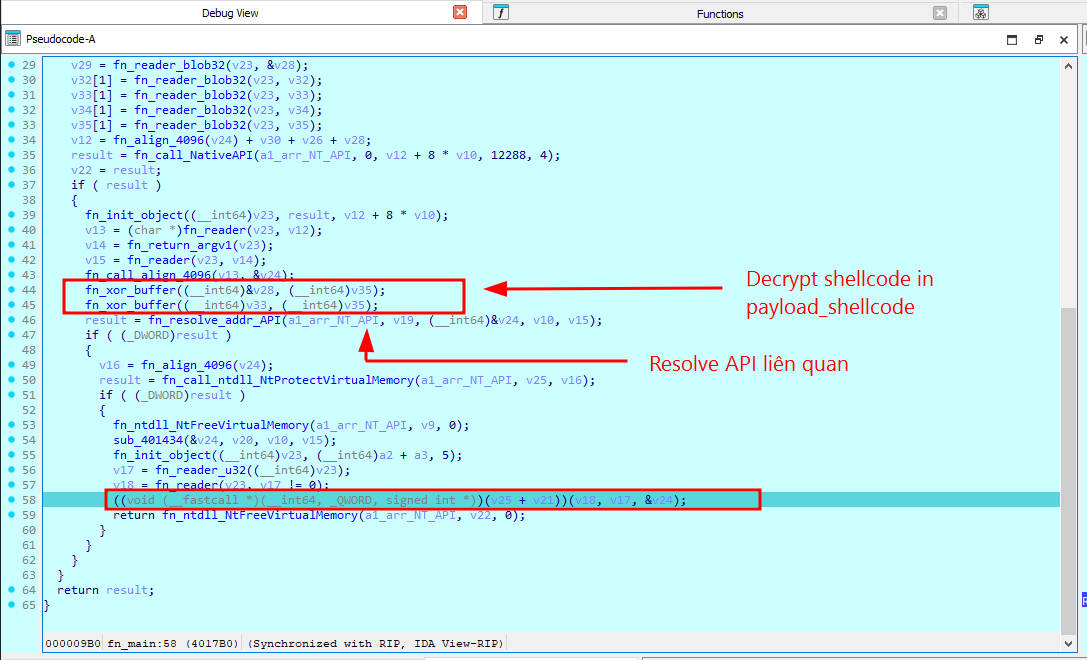 Debug View
Functions
Pseudocode-A
29 v29 = fn_reader_blob32(v23, &v28);
30 v32[1] = fn_reader_blob32(v23, v32);
31 v33[1] = fn_reader_blob32(v23, v33);
32 v34[1] = fn_reader_blob32(v23, v34);
33 v35[1] = fn_reader_blob32(v23, v35);
34 v12 = fn_align_4096(v24) + v30 + v26 + v28;
35 result = fn_call_NativeAPI(a1_arr_NT_API, 0, v12 + 8 * v10, 12288, 4);
36 v22 = result;
37 if ( result )
38 {
39 fn_init_object((__int64)v23, result, v12 + 8 * v10);
40 v13 = (char *)fn_reader(v23, v12);
41 v14 = fn_return_argv1(v23);
42 v15 = fn_reader(v23, v14);
43 fn_call_align_4096(v13, &v24);
44 fn_xor_buffer((__int64)&v28, (__int64)v35);
45 fn_xor_buffer((__int64)v33, (__int64)v35);
Decrypt shellcode in
payload_shellcode
46 result = fn_resolve_addr_API(a1_arr_NT_API, v19, (__int64)&v24, v10, v15);
47 if ( (_DWORD)result )
48 {
Resolve API liên quan
49 v16 = fn_align_4096(v24);
50 result = fn_call_ntdll_NtProtectVirtualMemory(a1_arr_NT_API, v25, v16);
51 if ( (_DWORD)result )
52 {
53 fn_ntdll_NtFreeVirtualMemory(a1_arr_NT_API, v9, 0);
54 sub_401434(&v24, v20, v10, v15);
55 fn_init_object((__int64)v23, (__int64)a2 + a3, 5);
56 v17 = fn_reader_u32((__int64)v23);
57 v18 = fn_reader(v23, v17 != 0);
58 ((void (__fastcall *)(__int64, _QWORD, signed int *))(v25 + v21))(v18, v17, &v24);
59 return fn_ntdll_NtFreeVirtualMemory(a1_arr_NT_API, v22, 0);
60 }
61 }
62 }
63 }
64 return result;
65 }
000009B0 fn_main:58 (4017B0) (Synchronized with RIP, IDA View-RIP)